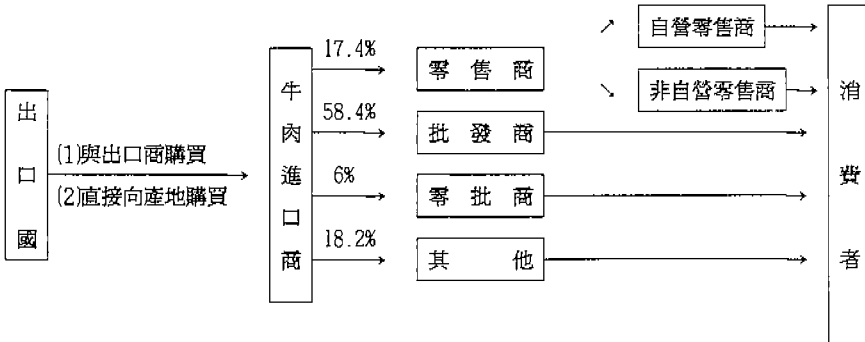 出口國
(1)與出口商購買
(2)直接向產地購買
牛肉進口商
17.4%
零售商
58.4%
批發商
6%
零批商
18.2%
其他
自營零售商
非自營零售商
消費者